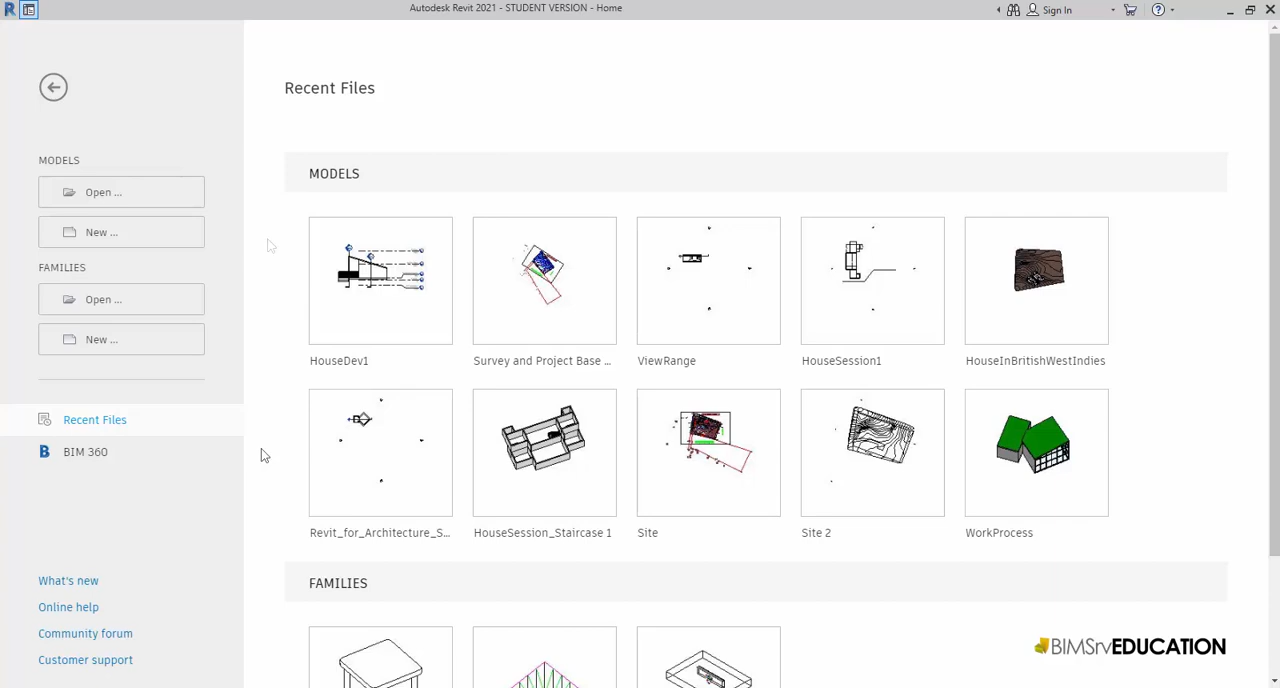 Autodesk Revit 2021 - STUDENT VERSION - Home
Sign In
Recent Files
MODELS
Open ...
New ...
FAMILIES
Open ...
New ...
Recent Files
BIM 360
What's new
Online help
Community forum
Customer support
MODELS
HouseDev1
Survey and Project Base ...
ViewRange
HouseSession1
HouseInBritishWestIndies
Revit_for_Architecture_S...
HouseSession_Staircase 1
Site
Site 2
WorkProcess
FAMILIES
BIMSrvEDUCATION